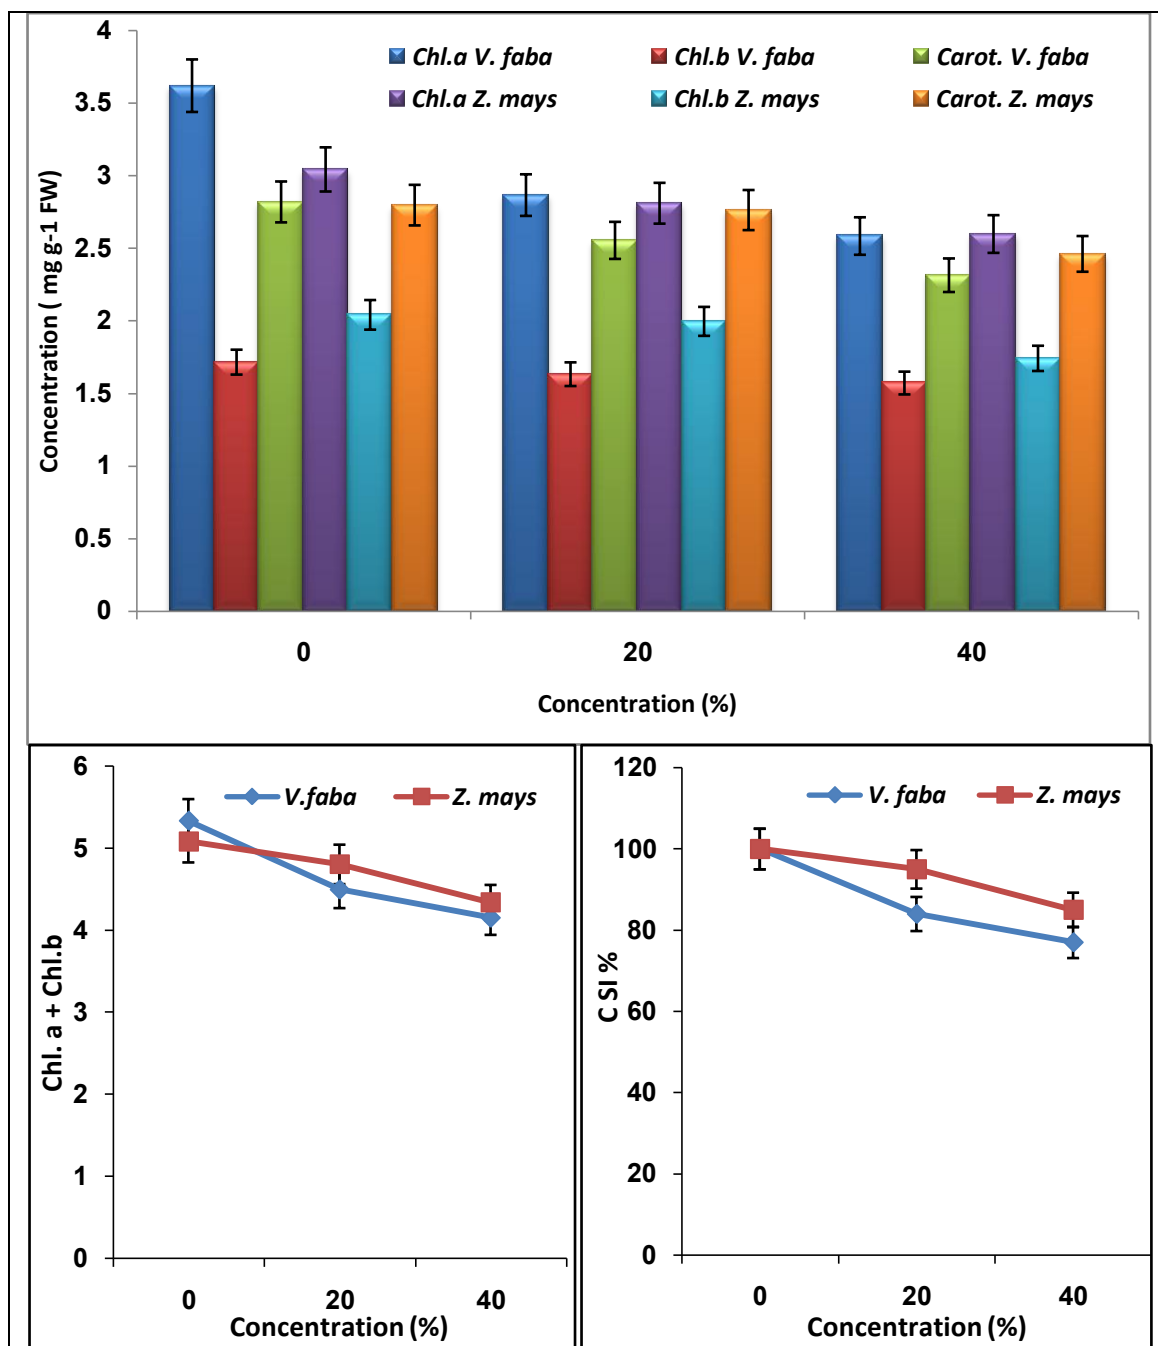 4
3.5
3
2.5
2
1.5
1
0.5
0
Concentration ( mg g-1 FW)
Chl.a V. faba Chl.b V. faba Carot. V. faba
Chl.a Z. mays Chl.b Z. mays Carot. Z. mays
0 20 40
Concentration (%)
6
5
4
3
2
1
0
Chl. a + Chl.b
V.faba Z. mays
0 20 40
Concentration (%)
120
100
80
60
40
20
0
C SI %
V. faba Z. mays
0 20 40
Concentration (%)